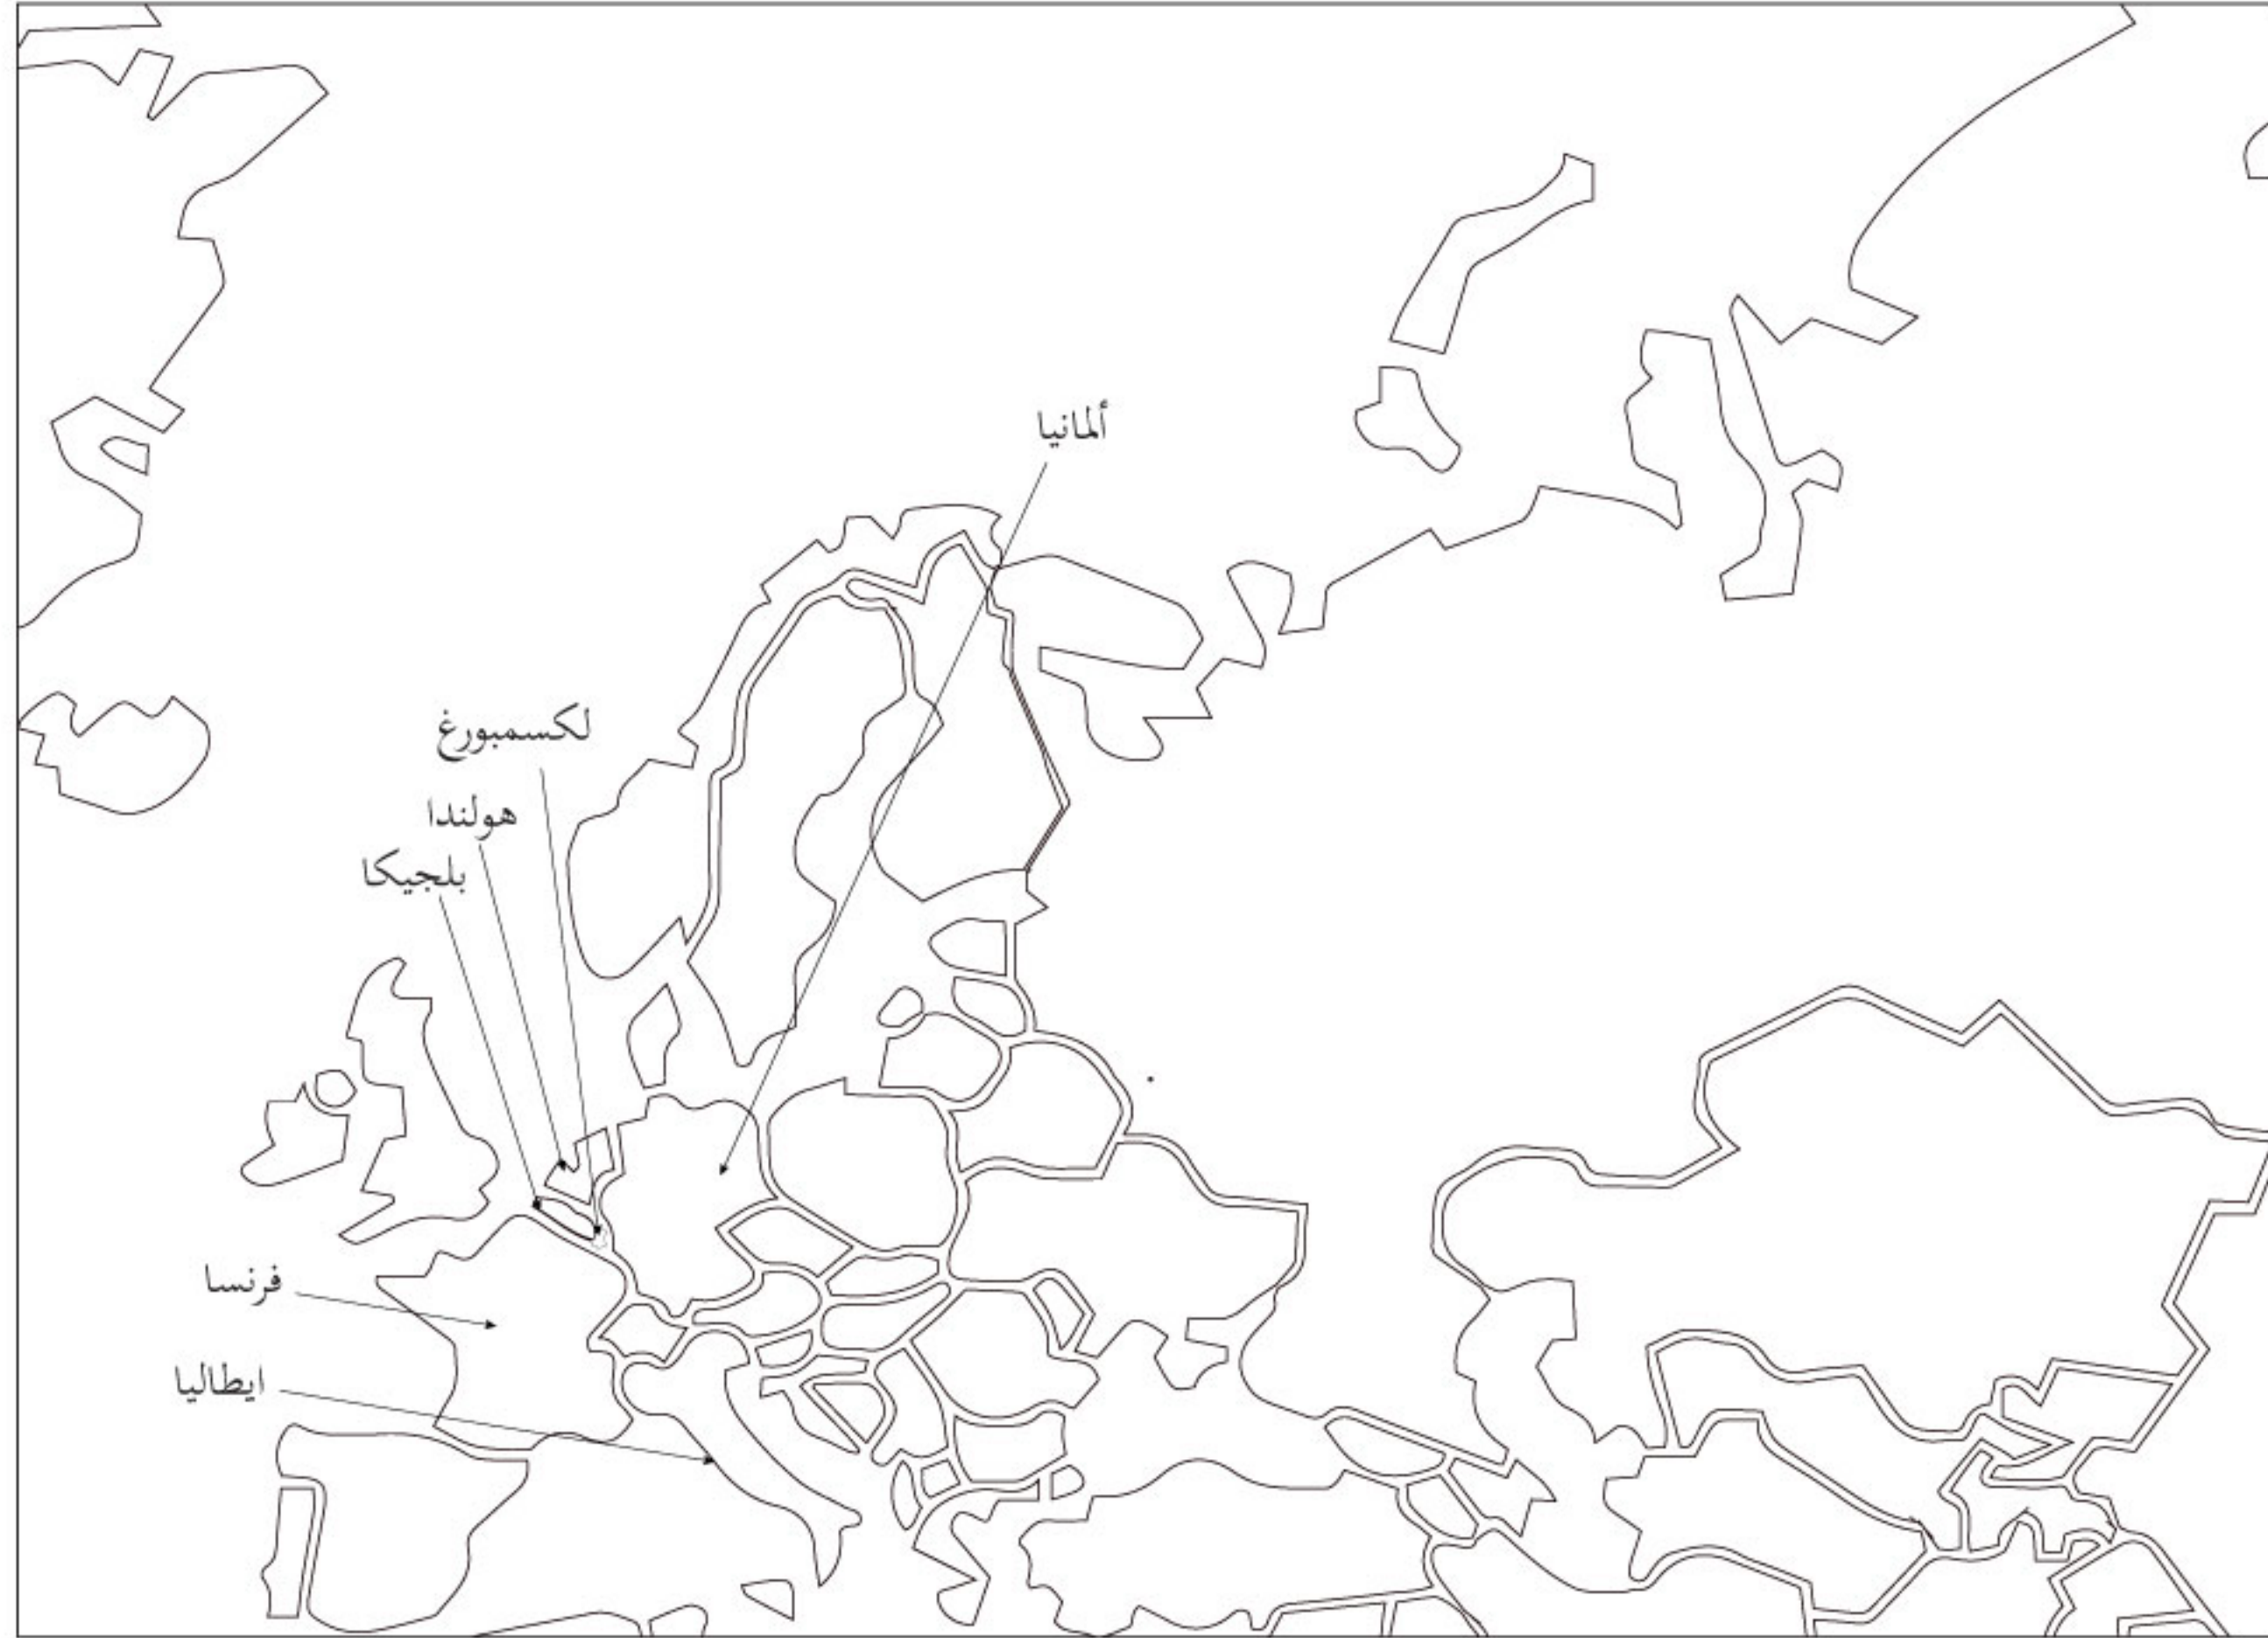 ألمانيا
لكسمبورغ
هولندا
بلجيكا
فرنسا
ايطاليا